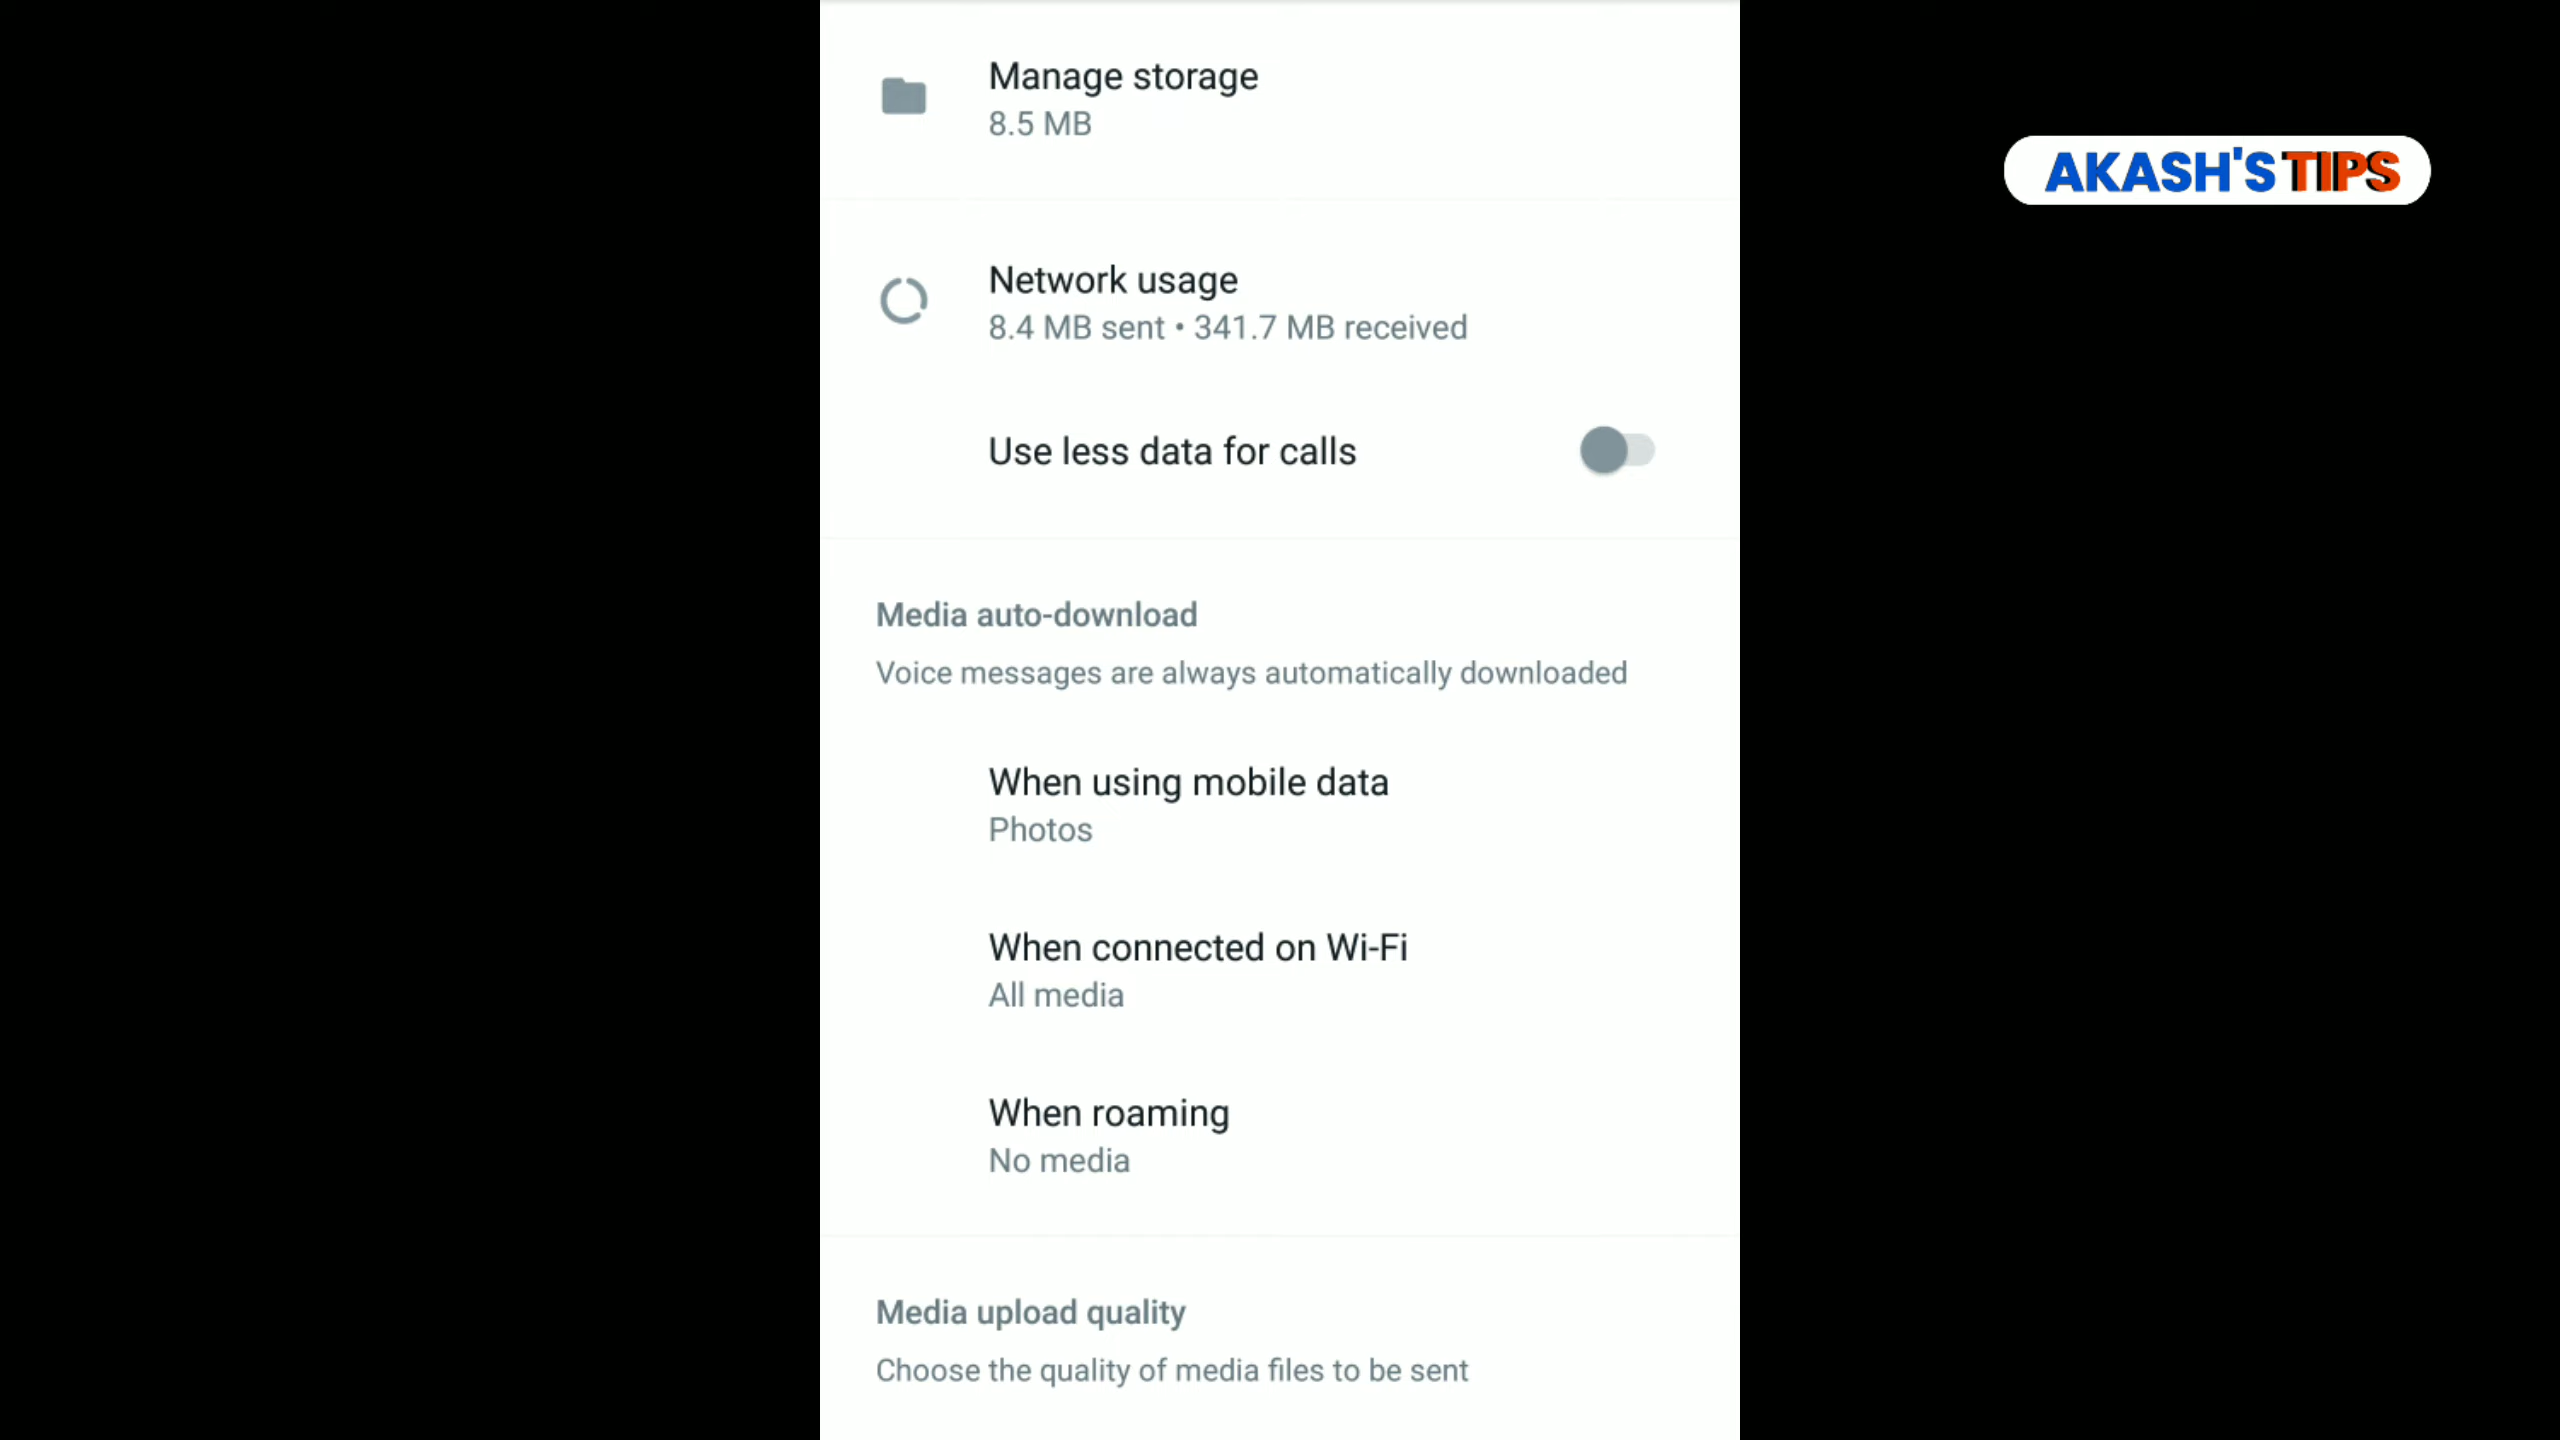 Manage storage
8.5 MB
AKASH'S TIPS
Network usage
8.4 MB sent • 341.7 MB received
Use less data for calls
Media auto-download
Voice messages are always automatically downloaded
When using mobile data
Photos
When connected on Wi-Fi
All media
When roaming
No media
Media upload quality
Choose the quality of media files to be sent